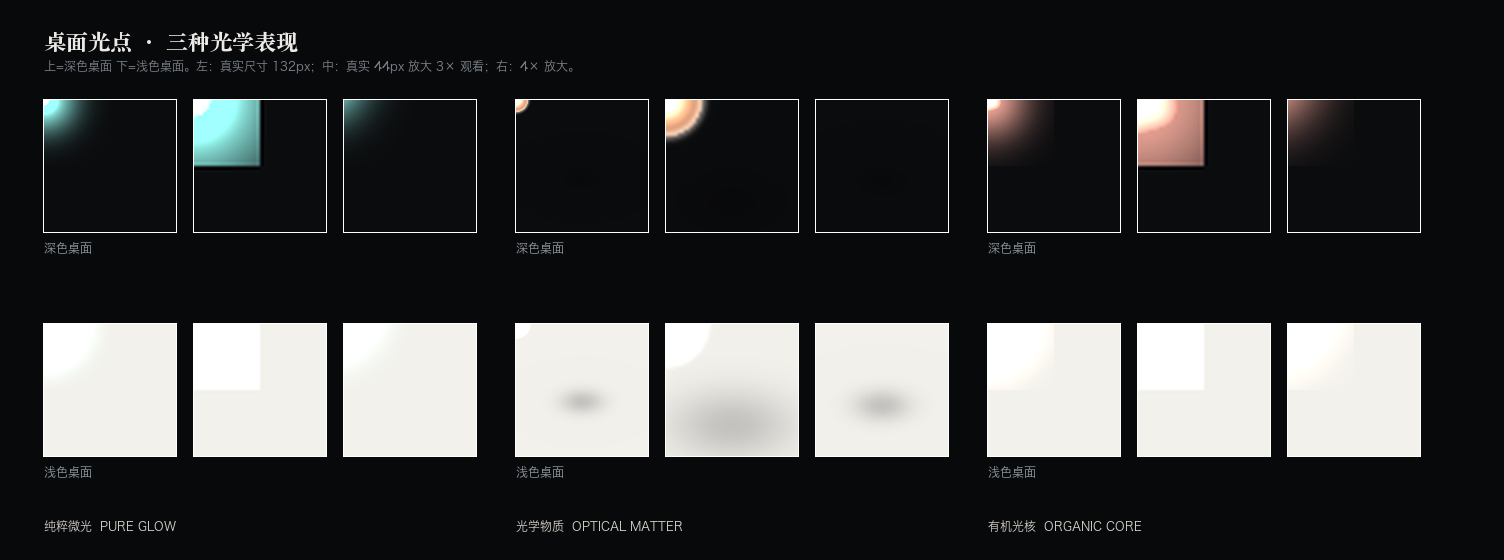 桌面光点 · 三种光学表现
上=深色桌面 下=浅色桌面。左：真实尺寸 132px；中：真实 44px 放大 3× 观看；右：4× 放大。
深色桌面
深色桌面
深色桌面
浅色桌面
浅色桌面
浅色桌面
纯粹微光 PURE GLOW
光学物质 OPTICAL MATTER
有机光核 ORGANIC CORE